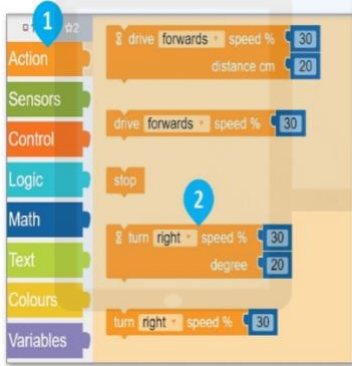 1
2
Action
Sensors
Control
Logic
Math
Text
Colours
Variables
drive forwards speed % 30
distance cm 20
drive forwards speed % 30
stop
2
turn right speed % 30
degree 20
turn right speed % 30